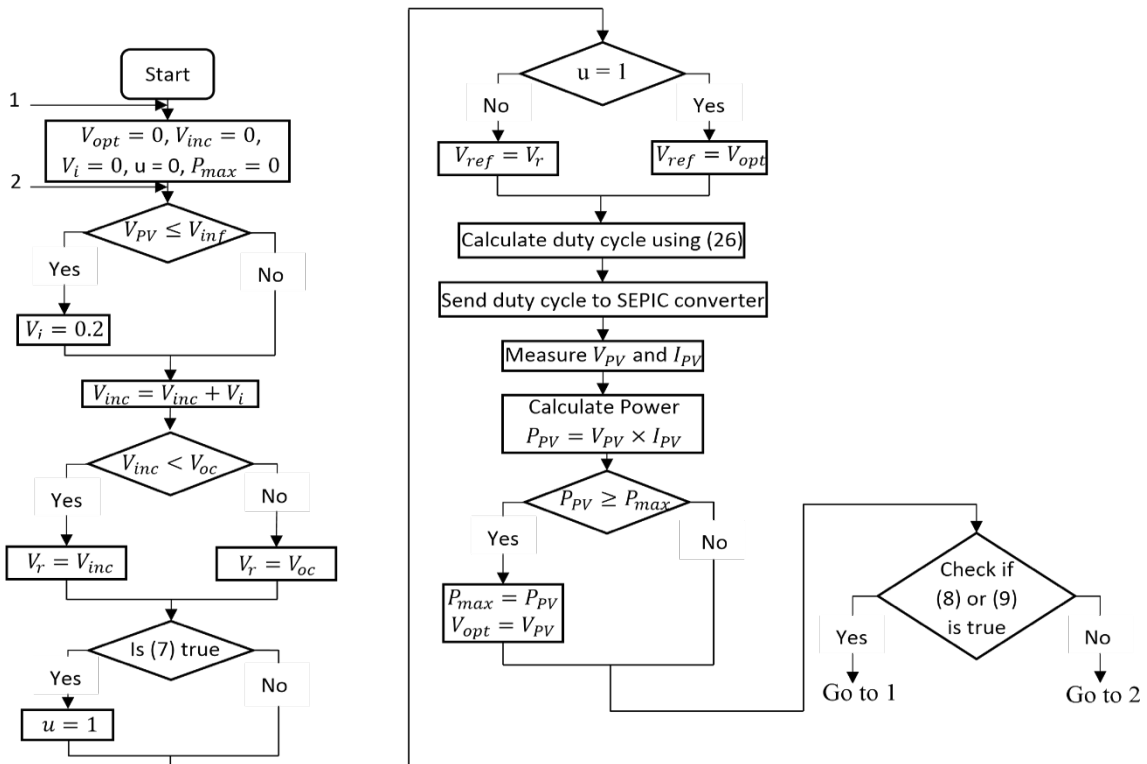 Start
1
V_opt = 0, V_inc = 0,
V_i = 0, u = 0, P_max = 0
2
V_PV ≤ V_inf
Yes
No
V_i = 0.2
V_inc = V_inc + V_i
V_inc < V_oc
Yes
No
V_r = V_inc
V_r = V_oc
Is (7) true
Yes
No
u = 1
u = 1
No
Yes
V_ref = V_r
V_ref = V_opt
Calculate duty cycle using (26)
Send duty cycle to SEPIC converter
Measure V_PV and I_PV
Calculate Power
P_PV = V_PV × I_PV
P_PV ≥ P_max
Yes
No
P_max = P_PV
V_opt = V_PV
Check if
(8) or (9)
is true
Yes
No
Go to 1
Go to 2